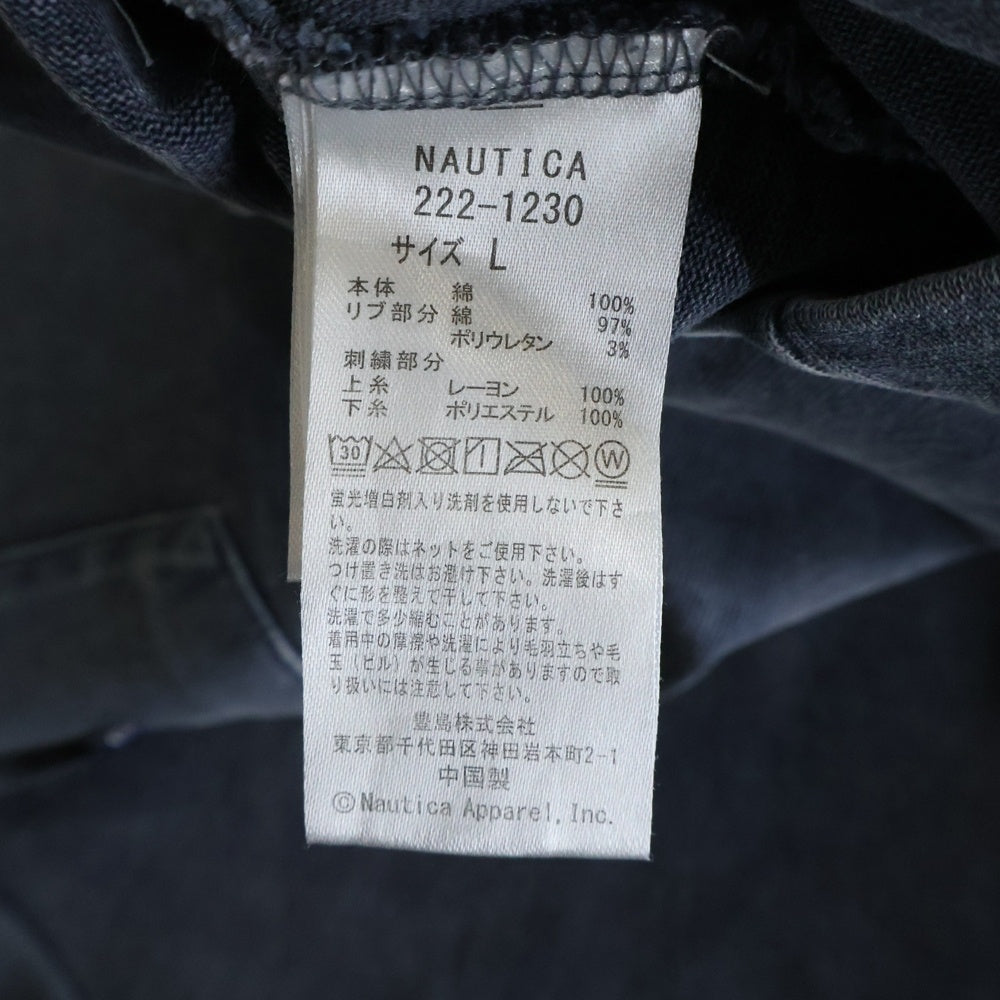 NAUTICA
222-1230
サイズ L
本体 綿 100%
リブ部分 綿 97%
ポリウレタン 3%
刺繍部分
上糸 レーヨン 100%
下糸 ポリエステル 100%
30 W
蛍光増白剤入り洗剤を使用しないで下さ
い。
洗濯の際はネットをご使用下さい。
つけ置き洗はお避け下さい。洗濯後はす
ぐに形を整えて干して下さい。
洗濯で多少縮むことがあります。
着用中の摩擦や洗濯により毛羽立ちや毛
玉(ピル)が生じる事がありますので取
り扱いには注意して下さい。
豊島株式会社
東京都千代田区神田岩本町2-1
中国製
©Nautica Apparel, Inc.